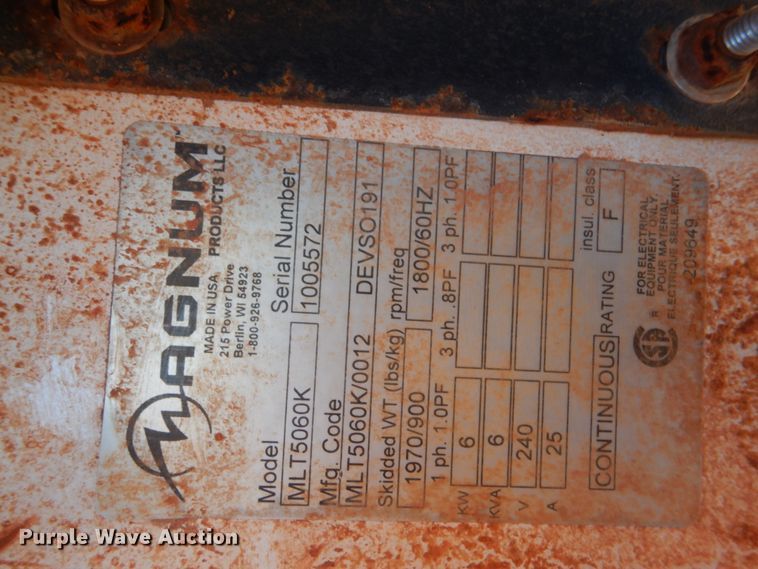 MAGNUM™
PRODUCTS LLC
MADE IN USA
215 Power Drive
Berlin, WI 54923
1-800-926-9768
Model Serial Number
MLT5060K 1005572
Mfg. Code
MLT5060K/0012 DEVSO191
Skidded WT (lbs/kg) rpm/freq
1970/900 1800/60HZ
1 ph. 1.0PF 3 ph. .8PF 3 ph. 1.0PF
KW 6
KVA 6
V 240
A 25
insul. class
CONTINUOUS RATING F
FOR ELECTRICAL
EQUIPMENT ONLY.
POUR MATERIAL
ELECTRIQUE SEULEMENT.
SP R
209649
Purple Wave Auction